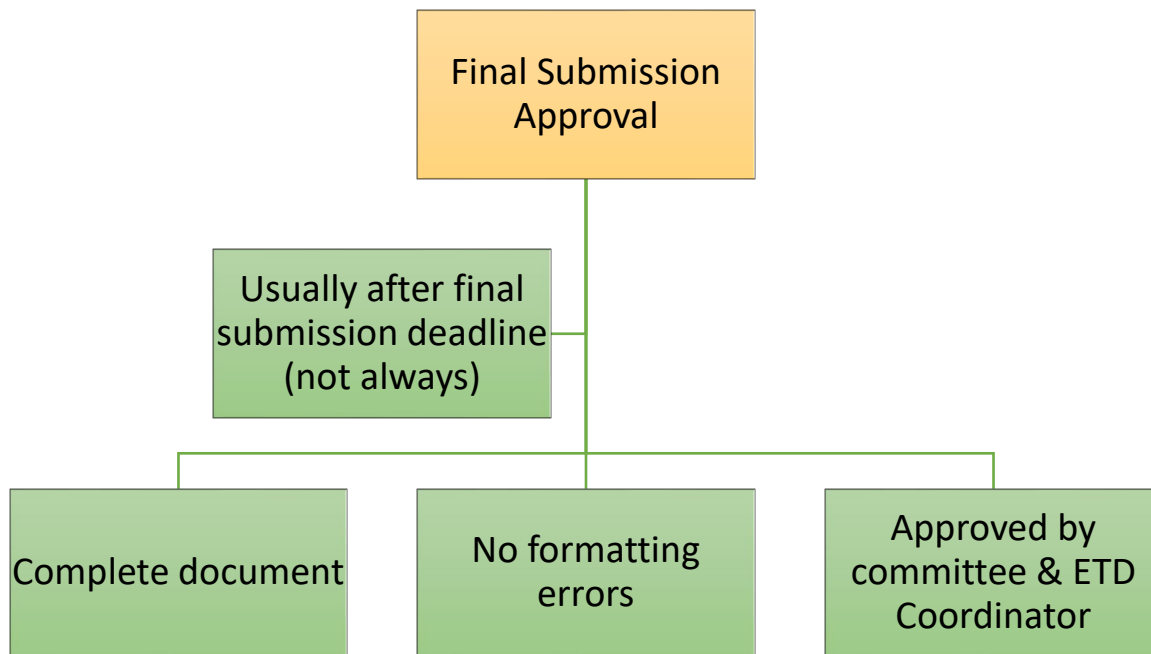 Final Submission
Approval
Usually after final
submission deadline
(not always)
Complete document
No formatting
errors
Approved by
committee & ETD
Coordinator